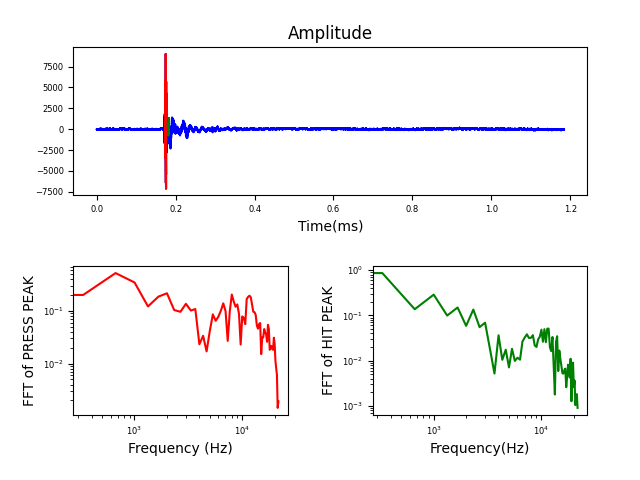 Amplitude
7500
5000
2500
0
−2500
−5000
−7500
0.0 0.2 0.4 0.6 0.8 1.0 1.2
Time(ms)
FFT of PRESS PEAK
10⁻¹
10⁻²
10³ 10⁴
Frequency (Hz)
FFT of HIT PEAK
10⁰
10⁻¹
10⁻²
10⁻³
10³ 10⁴
Frequency(Hz)